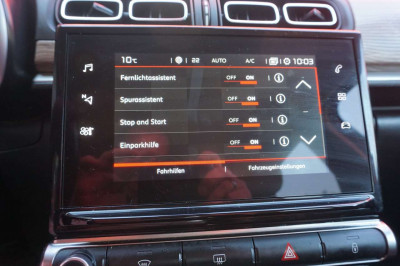 10°C 22 AUTO A/C 10:03
Fernlichtassistent OFF ON
Spurassistent OFF ON
Stop and Start OFF ON
Einparkhilfe OFF ON
Fahrhilfen Fahrzeugeinstellungen